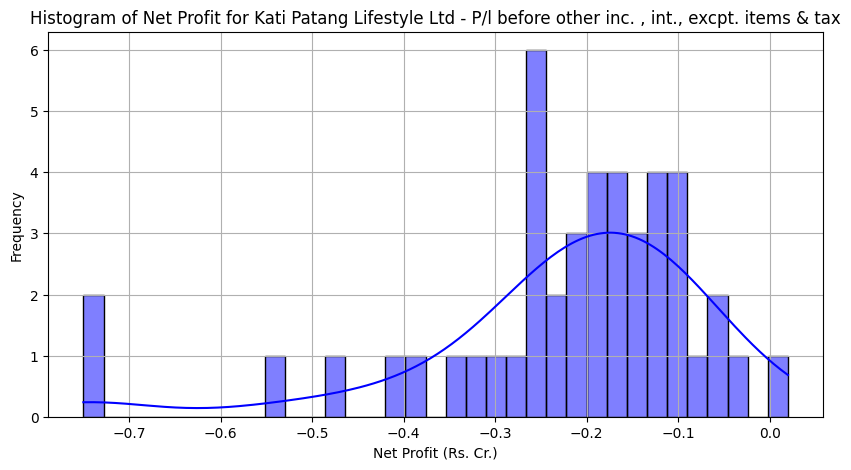 Histogram of Net Profit for Kati Patang Lifestyle Ltd - P/l before other inc. , int., excpt. items & tax
6
5
4
3
2
1
0
Frequency
−0.7 −0.6 −0.5 −0.4 −0.3 −0.2 −0.1 0.0
Net Profit (Rs. Cr.)